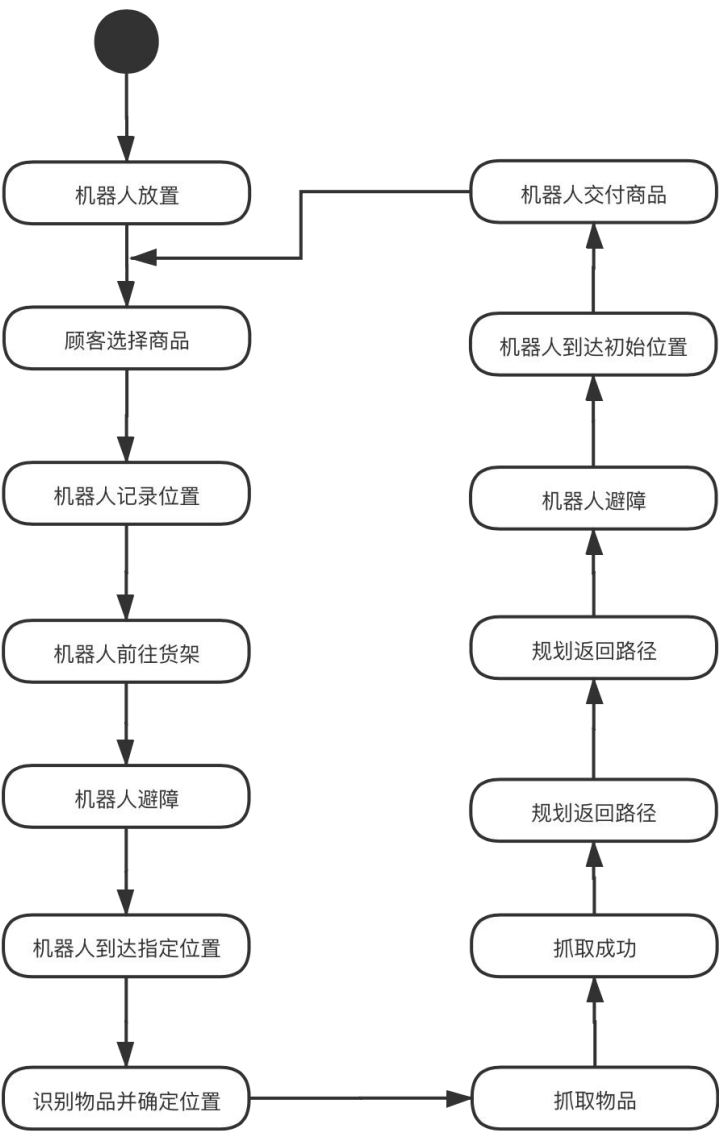 机器人放置
顾客选择商品
机器人记录位置
机器人前往货架
机器人避障
机器人到达指定位置
识别物品并确定位置
抓取物品
抓取成功
规划返回路径
规划返回路径
机器人避障
机器人到达初始位置
机器人交付商品